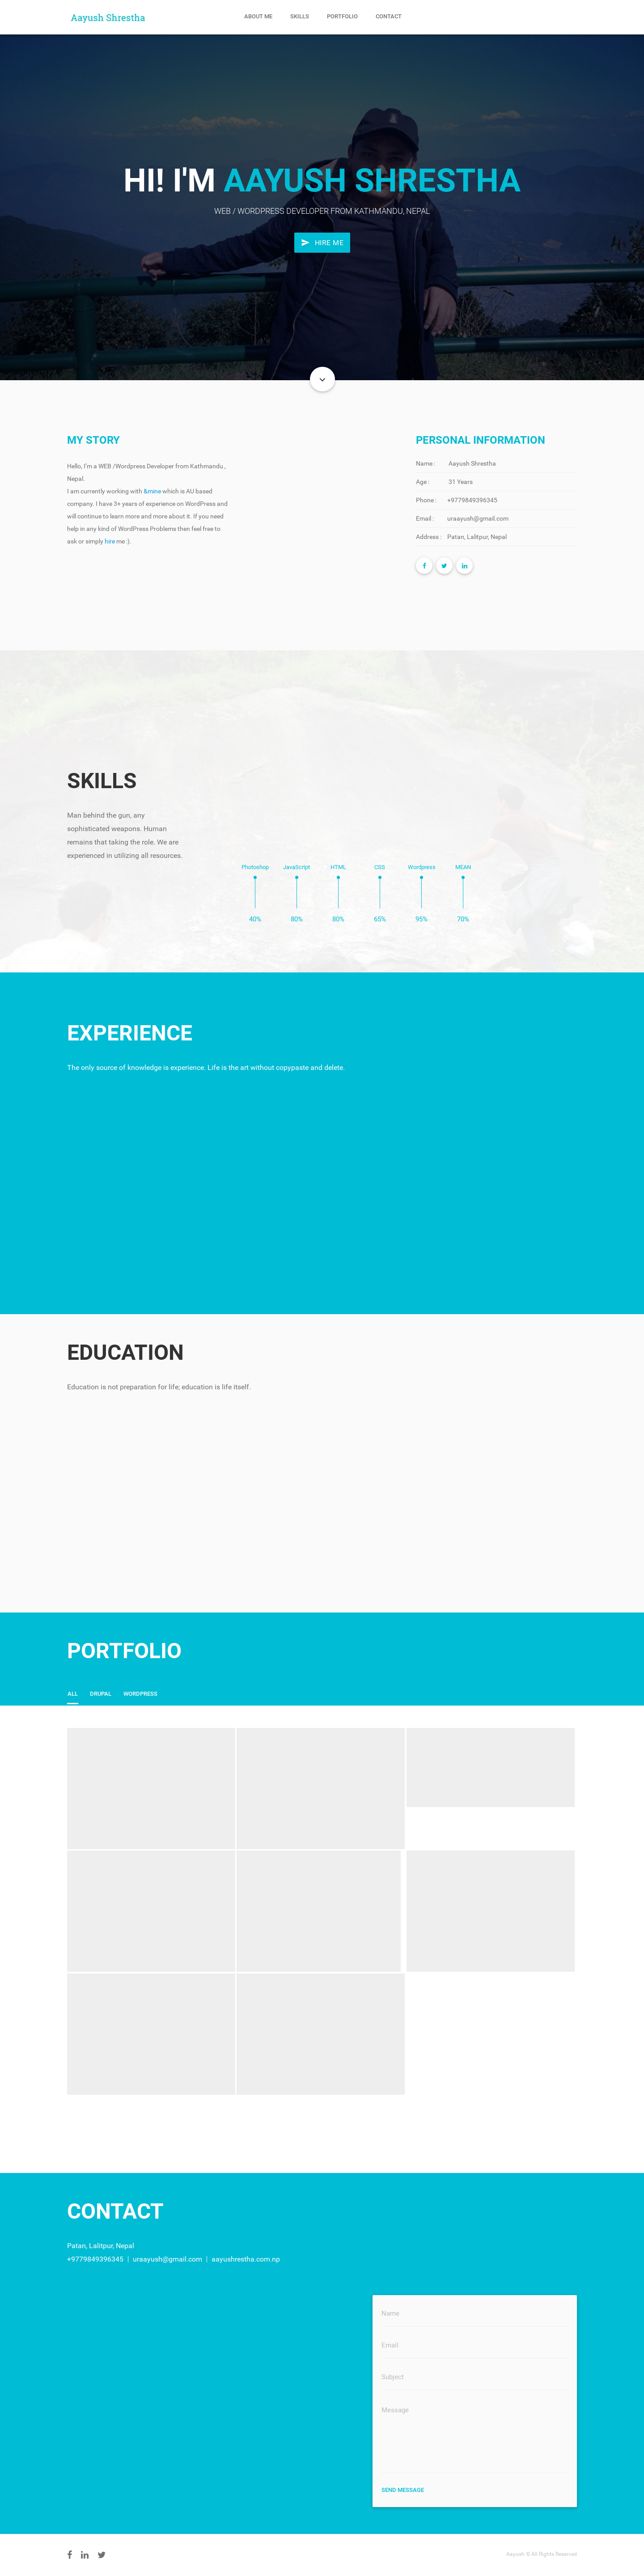 Aayush Shrestha
ABOUT ME
SKILLS
PORTFOLIO
CONTACT
HI! I'M AAYUSH SHRESTHA
WEB / WORDPRESS DEVELOPER FROM KATHMANDU, NEPAL
HIRE ME
MY STORY
Hello, I'm a WEB /Wordpress Developer from Kathmandu ,
Nepal.
I am currently working with &mine which is AU based
company. I have 3+ years of experience on WordPress and
will continue to learn more and more about it. If you need
help in any kind of WordPress Problems then feel free to
ask or simply hire me :).
PERSONAL INFORMATION
Name : Aayush Shrestha
Age : 31 Years
Phone : +9779849396345
Email : uraayush@gmail.com
Address : Patan, Lalitpur, Nepal
SKILLS
Man behind the gun, any
sophisticated weapons. Human
remains that taking the role. We are
experienced in utilizing all resources.
Photoshop JavaScript HTML CSS Wordpress MEAN
40% 80% 80% 65% 95% 70%
EXPERIENCE
The only source of knowledge is experience. Life is the art without copypaste and delete.
EDUCATION
Education is not preparation for life; education is life itself.
PORTFOLIO
ALL DRUPAL WORDPRESS
CONTACT
Patan, Lalitpur, Nepal
+9779849396345 | uraayush@gmail.com | aayushrestha.com.np
Name
Email
Subject
Message
SEND MESSAGE
Aayush © All Rights Reserved